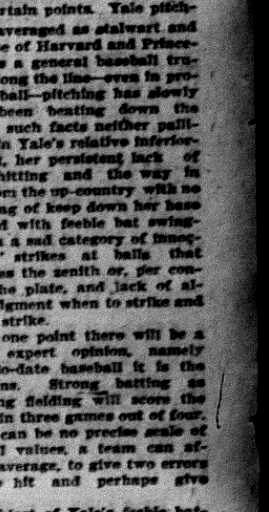 rtain points. Yale pitch-
averaged as stalwart and
e of Harvard and Prince-
s a general baseball tru-
ong the line—even in pro-
ball—pitching has slowly
been beating down the
such facts neither palli-
n Yale's relative inferior-
, her persistent lack of
hitting and the way in
om the up-country with no
ng of keep down her base
d with feeble bat swing-
a sad category of innoc-
strikes at balls that
es the zenith or, per con-
he plate, and lack of al-
dgment when to strike and
strike.
one point there will be a
expert opinion, namely
o-date baseball it is the
ns. Strong batting as
ng fielding will score the
in three games out of four.
can be no precise scale of
l values, a team can af-
average, to give two errors
hit and perhaps give
of Yale's feeble bat-